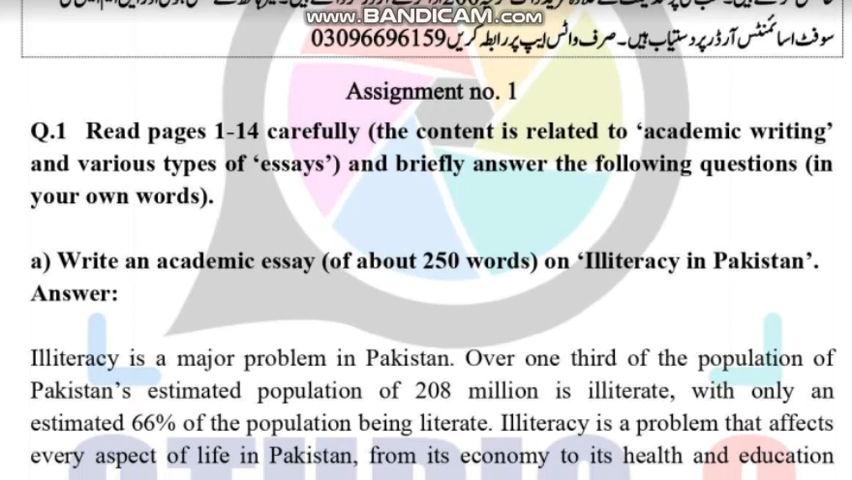 www.BANDICAM.com
سوفٹ اسائمنٹس آرڈر پر دستیاب ہیں۔ صرف واٹس ایپ پر رابطہ کریں 03096696159
Assignment no. 1
Q.1 Read pages 1-14 carefully (the content is related to ‘academic writing’
and various types of ‘essays’) and briefly answer the following questions (in
your own words).
a) Write an academic essay (of about 250 words) on ‘Illiteracy in Pakistan’.
Answer:
Illiteracy is a major problem in Pakistan. Over one third of the population of
Pakistan’s estimated population of 208 million is illiterate, with only an
estimated 66% of the population being literate. Illiteracy is a problem that affects
every aspect of life in Pakistan, from its economy to its health and education